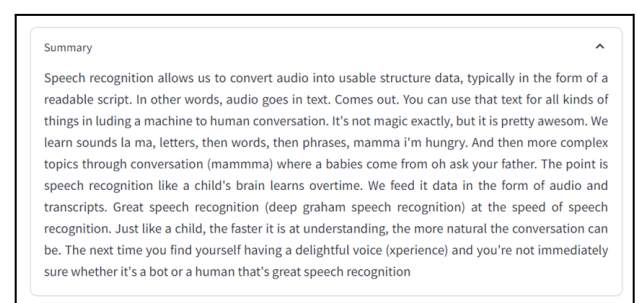 Summary
Speech recognition allows us to convert audio into usable structure data, typically in the form of a
readable script. In other words, audio goes in text. Comes out. You can use that text for all kinds of
things in luding a machine to human conversation. It's not magic exactly, but it is pretty awesom. We
learn sounds la ma, letters, then words, then phrases, mamma i'm hungry. And then more complex
topics through conversation (mammma) where a babies come from oh ask your father. The point is
speech recognition like a child's brain learns overtime. We feed it data in the form of audio and
transcripts. Great speech recognition (deep graham speech recognition) at the speed of speech
recognition. Just like a child, the faster it is at understanding, the more natural the conversation can
be. The next time you find yourself having a delightful voice (xperience) and you're not immediately
sure whether it's a bot or a human that's great speech recognition